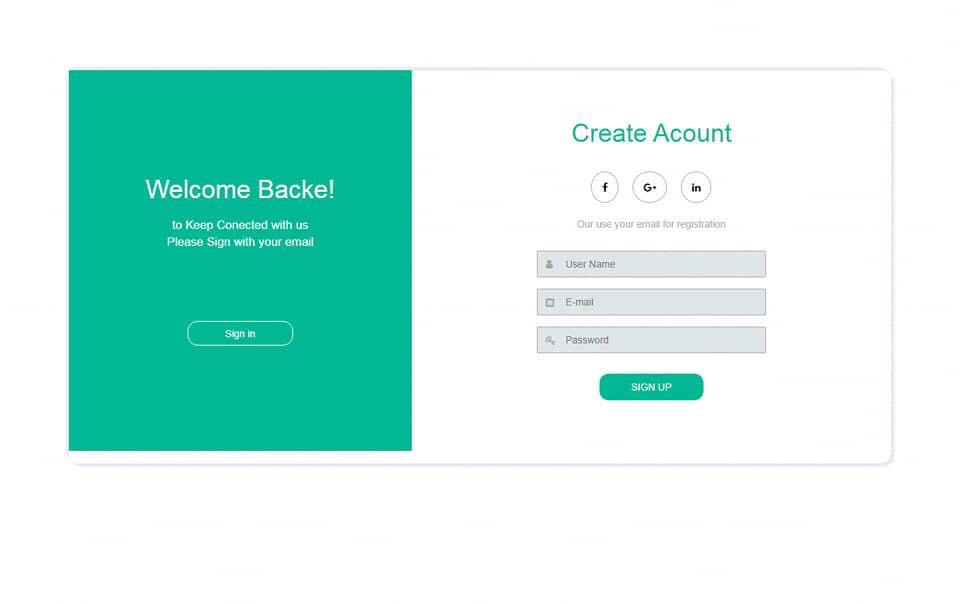 Welcome Backe!
to Keep Conected with us
Please Sign with your email
Sign in
Create Acount
f
G+
in
Our use your email for registration
User Name
E-mail
Password
SIGN UP